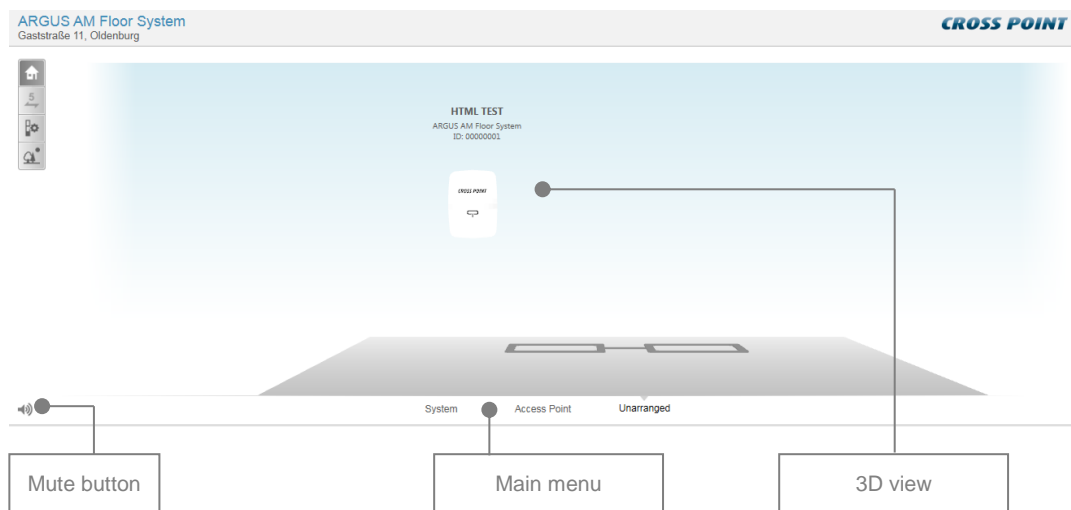 ARGUS AM Floor System
Gaststraße 11, Oldenburg
CROSS POINT
5
HTML TEST
ARGUS AM Floor System
ID: 00000001
CROSS POINT
System
Access Point
Unarranged
Mute button
Main menu
3D view